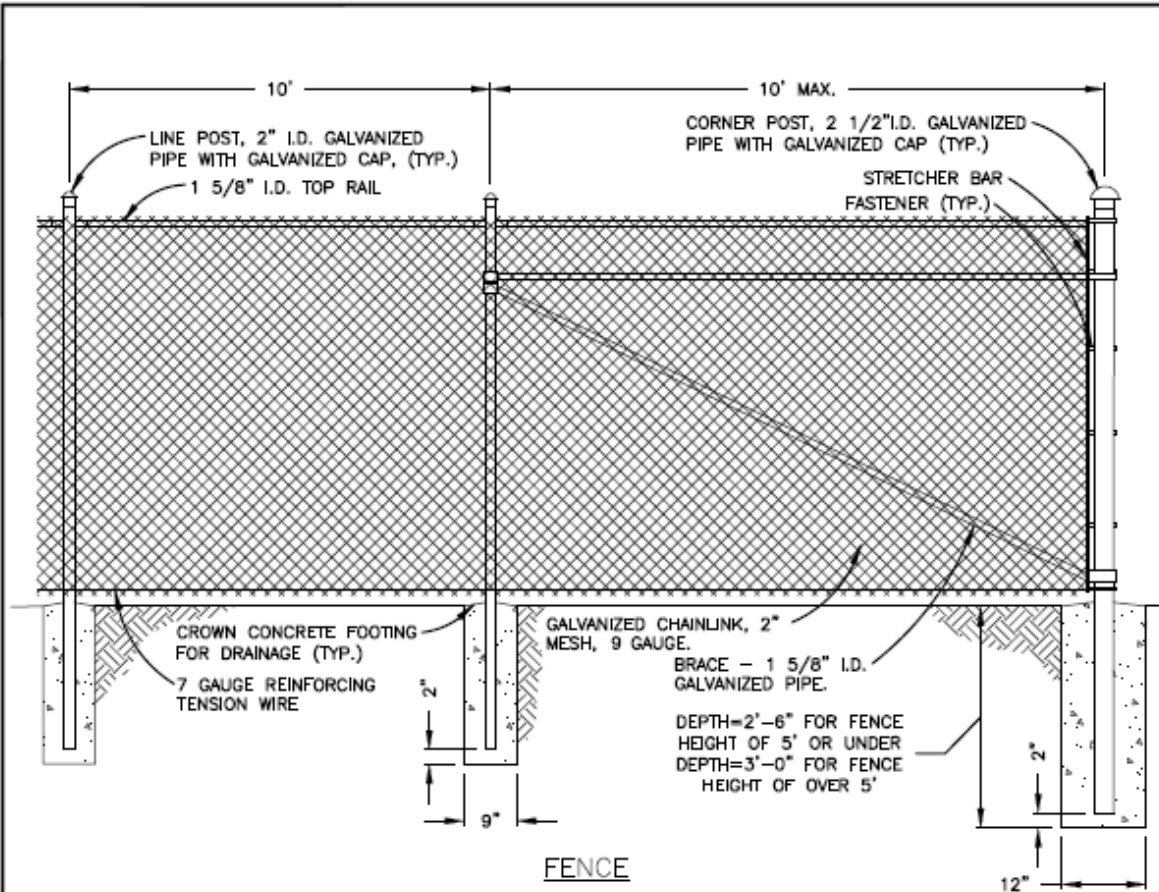 10'
10' MAX.
LINE POST, 2" I.D. GALVANIZED
PIPE WITH GALVANIZED CAP, (TYP.)
1 5/8" I.D. TOP RAIL
CORNER POST, 2 1/2"I.D. GALVANIZED
PIPE WITH GALVANIZED CAP (TYP.)
STRETCHER BAR
FASTENER (TYP.)
CROWN CONCRETE FOOTING
FOR DRAINAGE (TYP.)
7 GAUGE REINFORCING
TENSION WIRE
2"
9"
GALVANIZED CHAINLINK, 2"
MESH, 9 GAUGE.
BRACE - 1 5/8" I.D.
GALVANIZED PIPE.
DEPTH=2'-6" FOR FENCE
HEIGHT OF 5' OR UNDER
DEPTH=3'-0" FOR FENCE
HEIGHT OF OVER 5'
2"
12"
FENCE